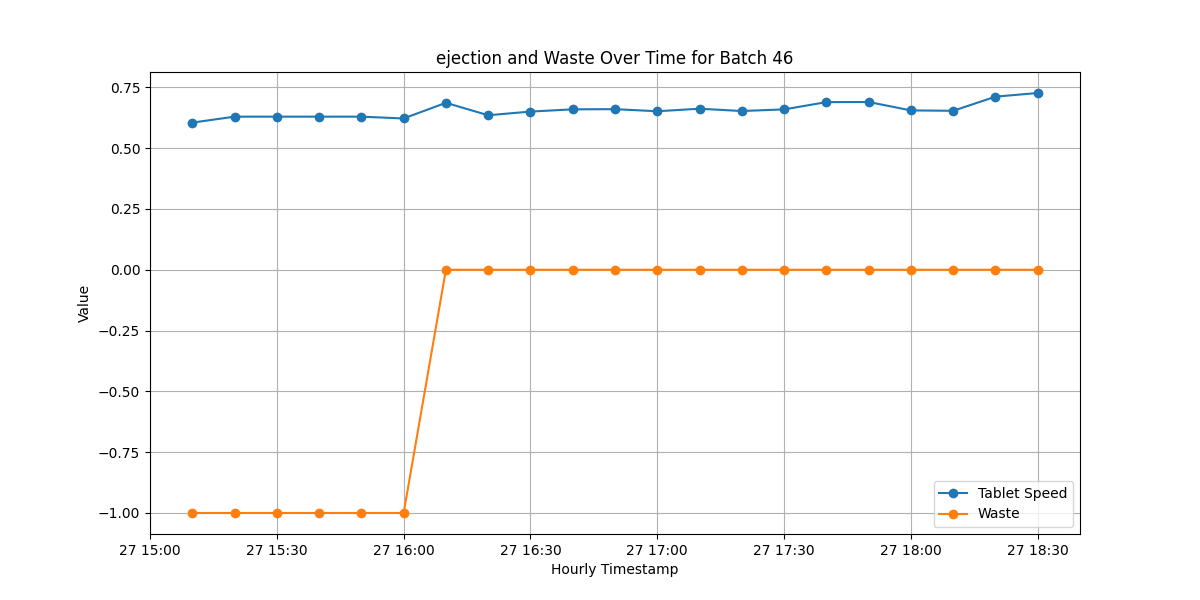 ejection and Waste Over Time for Batch 46
0.75
0.50
0.25
0.00
−0.25
−0.50
−0.75
−1.00
Value
Tablet Speed
Waste
27 15:00 27 15:30 27 16:00 27 16:30 27 17:00 27 17:30 27 18:00 27 18:30
Hourly Timestamp